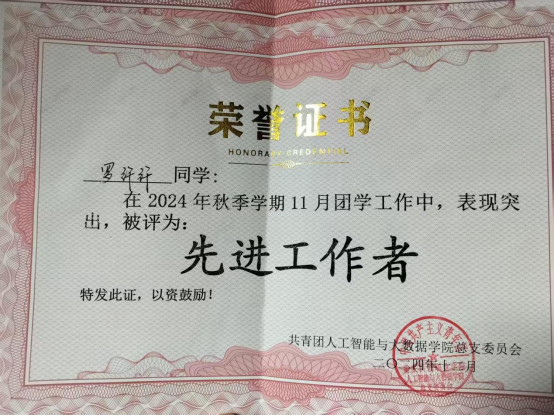 荣誉证书
HONORARY CREDENTIAL
同学:
在 2024 年秋季学期 11 月团学工作中，表现突
出，被评为:
先进工作者
特发此证，以资鼓励！
共青团人工智能与大数据学院总支委员会
二〇二四年十二月